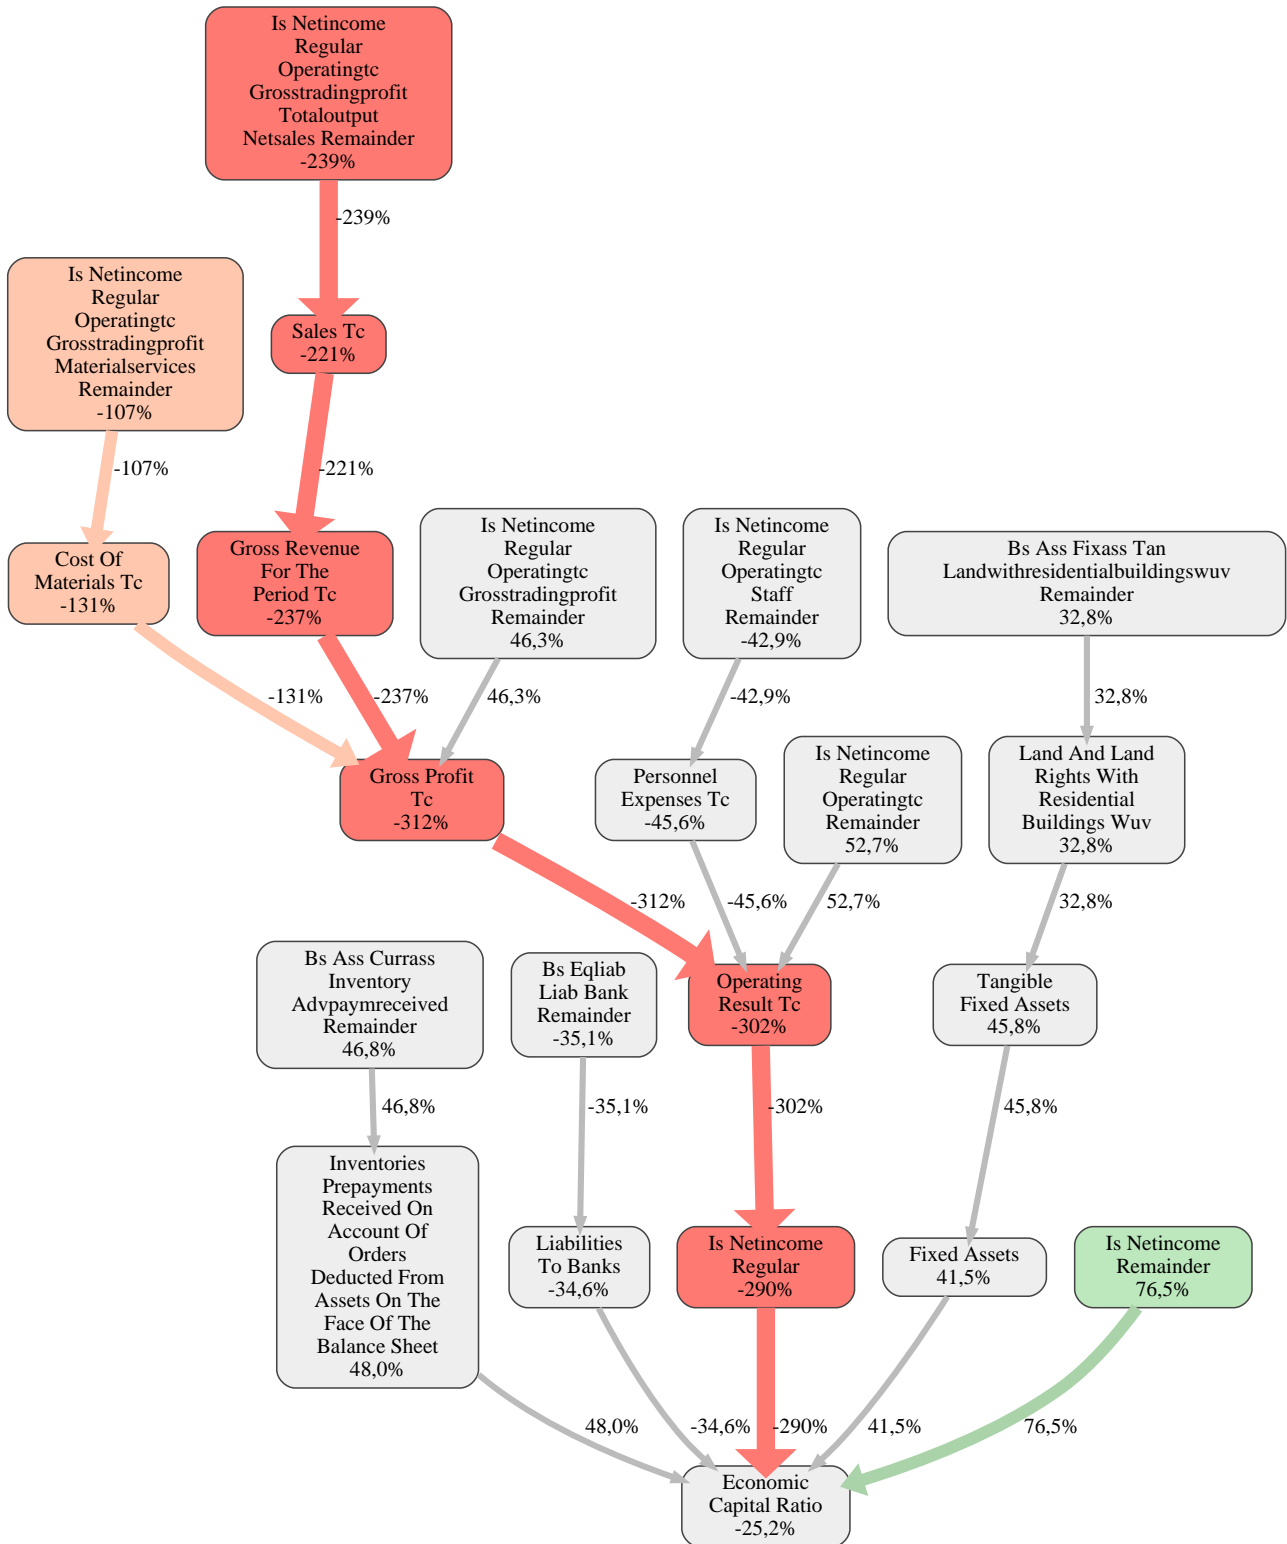 Is Netincome
Regular
Operatingtc
Grosstradingprofit
Totaloutput
Netsales Remainder
-239%
-239%
Is Netincome
Regular
Operatingtc
Grosstradingprofit
Materialservices
Remainder
-107%
Sales Tc
-221%
-107%
-221%
Cost Of
Materials Tc
-131%
Gross Revenue
For The
Period Tc
-237%
Is Netincome
Regular
Operatingtc
Grosstradingprofit
Remainder
46,3%
Is Netincome
Regular
Operatingtc
Staff
Remainder
-42,9%
Bs Ass Fixass Tan
Landwithresidentialbuildingswuv
Remainder
32,8%
-131%
-237%
46,3%
-42,9%
32,8%
Gross Profit
Tc
-312%
Personnel
Expenses Tc
-45,6%
Is Netincome
Regular
Operatingtc
Remainder
52,7%
Land And Land
Rights With
Residential
Buildings Wuv
32,8%
-312%
-45,6%
52,7%
32,8%
Bs Ass Currass
Inventory
Advpaymreceived
Remainder
46,8%
Bs Eqliab
Liab Bank
Remainder
-35,1%
Operating
Result Tc
-302%
Tangible
Fixed Assets
45,8%
46,8%
-35,1%
-302%
45,8%
Inventories
Prepayments
Received On
Account Of
Orders
Deducted From
Assets On The
Face Of The
Balance Sheet
48,0%
Liabilities
To Banks
-34,6%
Is Netincome
Regular
-290%
Fixed Assets
41,5%
Is Netincome
Remainder
76,5%
48,0%
-34,6%
-290%
41,5%
76,5%
Economic
Capital Ratio
-25,2%